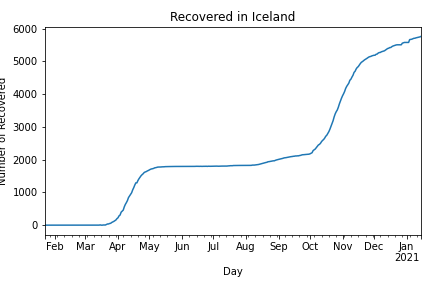 Recovered in Iceland
6000
5000
4000
3000
2000
1000
0
Number of Recovered
Feb Mar Apr May Jun Jul Aug Sep Oct Nov Dec Jan
2021
Day